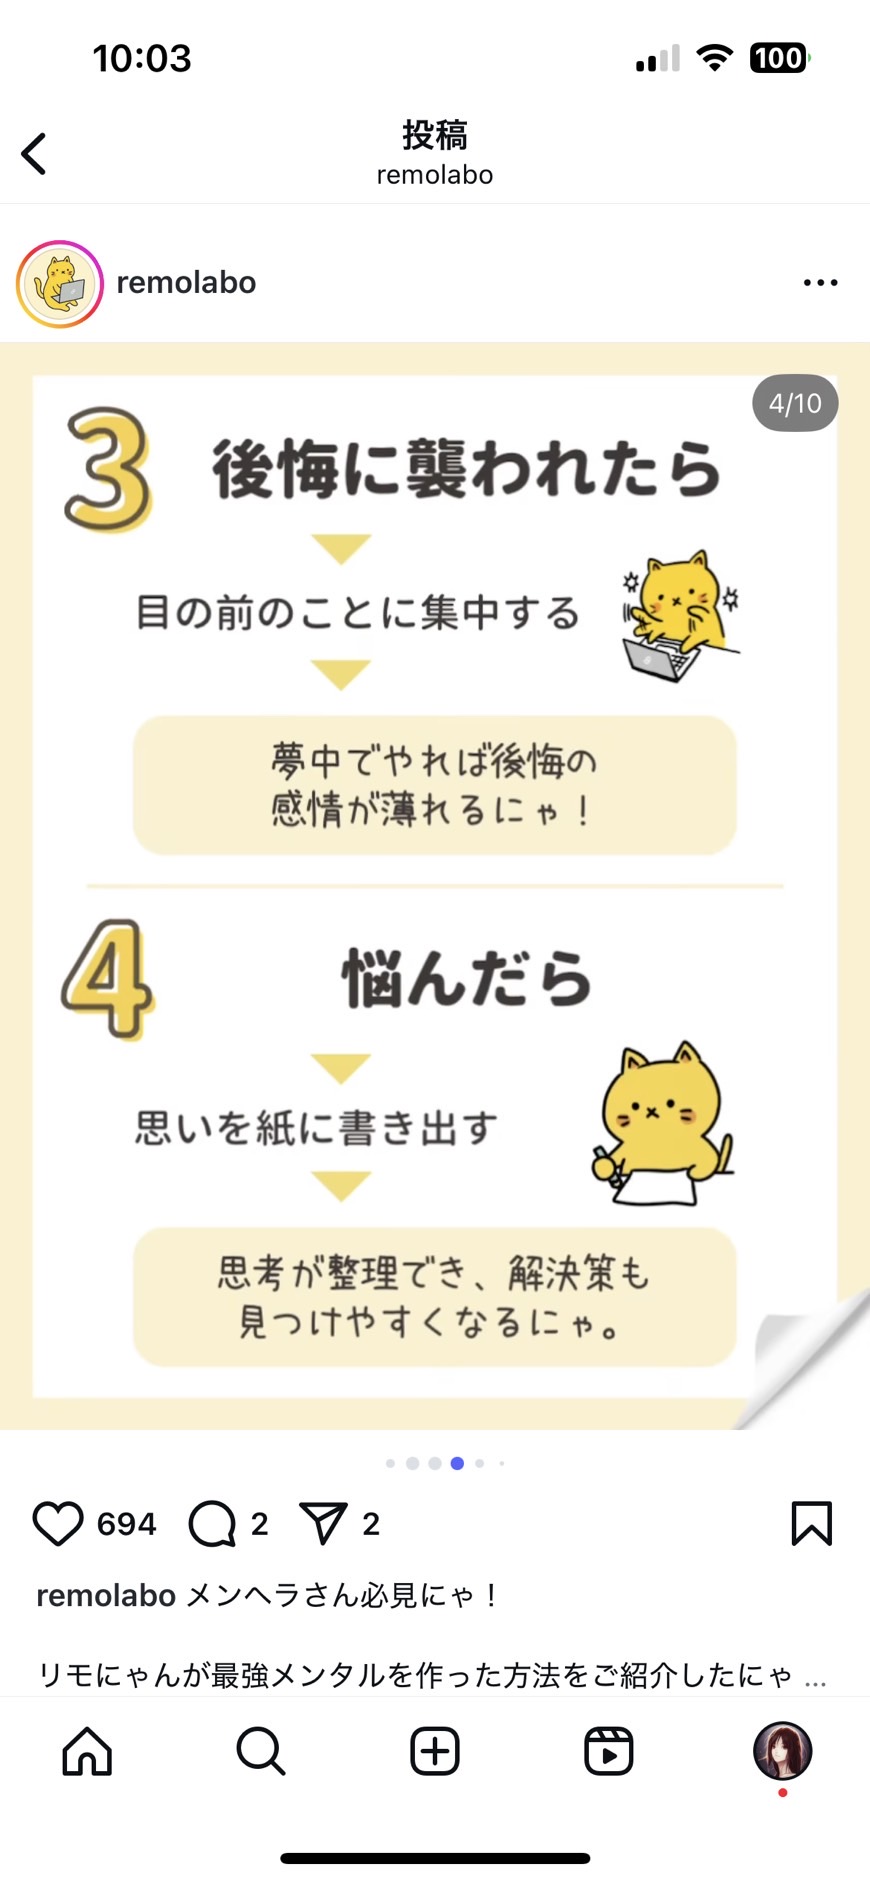 10:03
100
投稿
remolabo
remolabo
4/10
3 後悔に襲われたら
目の前のことに集中する
夢中でやれば後悔の
感情が薄れるにゃ！
4 悩んだら
思いを紙に書き出す
思考が整理でき、解決策も
見つけやすくなるにゃ。
694 2 2
remolabo メンヘラさん必見にゃ！
リモにゃんが最強メンタルを作った方法をご紹介したにゃ ...